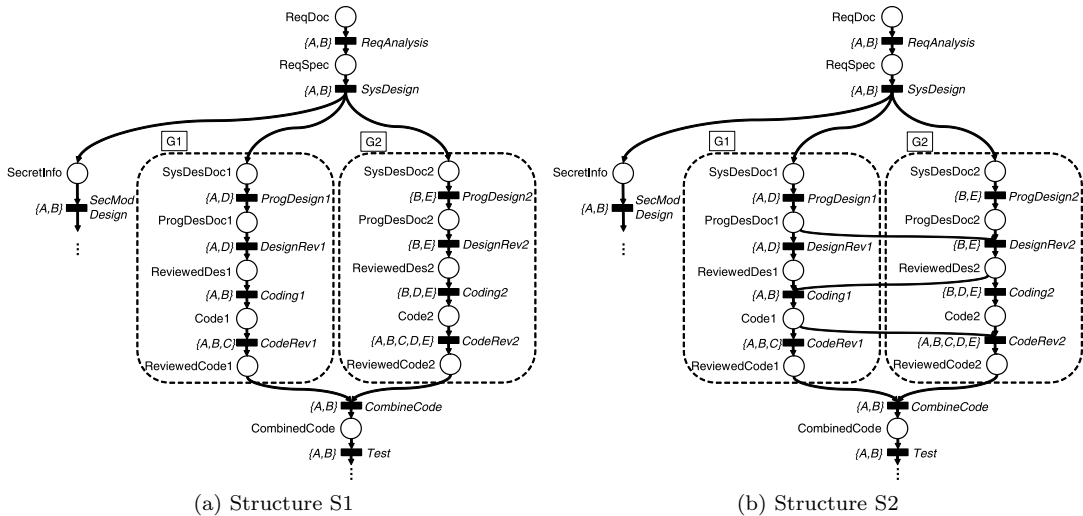 ReqDoc
{A,B} ReqAnalysis
ReqSpec
{A,B} SysDesign
G1
G2
SecretInfo
SysDesDoc1
SysDesDoc2
{A,B} SecMod
Design
{A,D} ProgDesign1
{B,E} ProgDesign2
ProgDesDoc1
ProgDesDoc2
{A,D} DesignRev1
{B,E} DesignRev2
ReviewedDes1
ReviewedDes2
{A,B} Coding1
{B,D,E} Coding2
Code1
Code2
{A,B,C} CodeRev1
{A,B,C,D,E} CodeRev2
ReviewedCode1
ReviewedCode2
{A,B} CombineCode
CombinedCode
{A,B} Test
(a) Structure S1
ReqDoc
{A,B} ReqAnalysis
ReqSpec
{A,B} SysDesign
G1
G2
SecretInfo
SysDesDoc1
SysDesDoc2
{A,B} SecMod
Design
{A,D} ProgDesign1
{B,E} ProgDesign2
ProgDesDoc1
ProgDesDoc2
{A,D} DesignRev1
{B,E} DesignRev2
ReviewedDes1
ReviewedDes2
{A,B} Coding1
{B,D,E} Coding2
Code1
Code2
{A,B,C} CodeRev1
{A,B,C,D,E} CodeRev2
ReviewedCode1
ReviewedCode2
{A,B} CombineCode
CombinedCode
{A,B} Test
(b) Structure S2